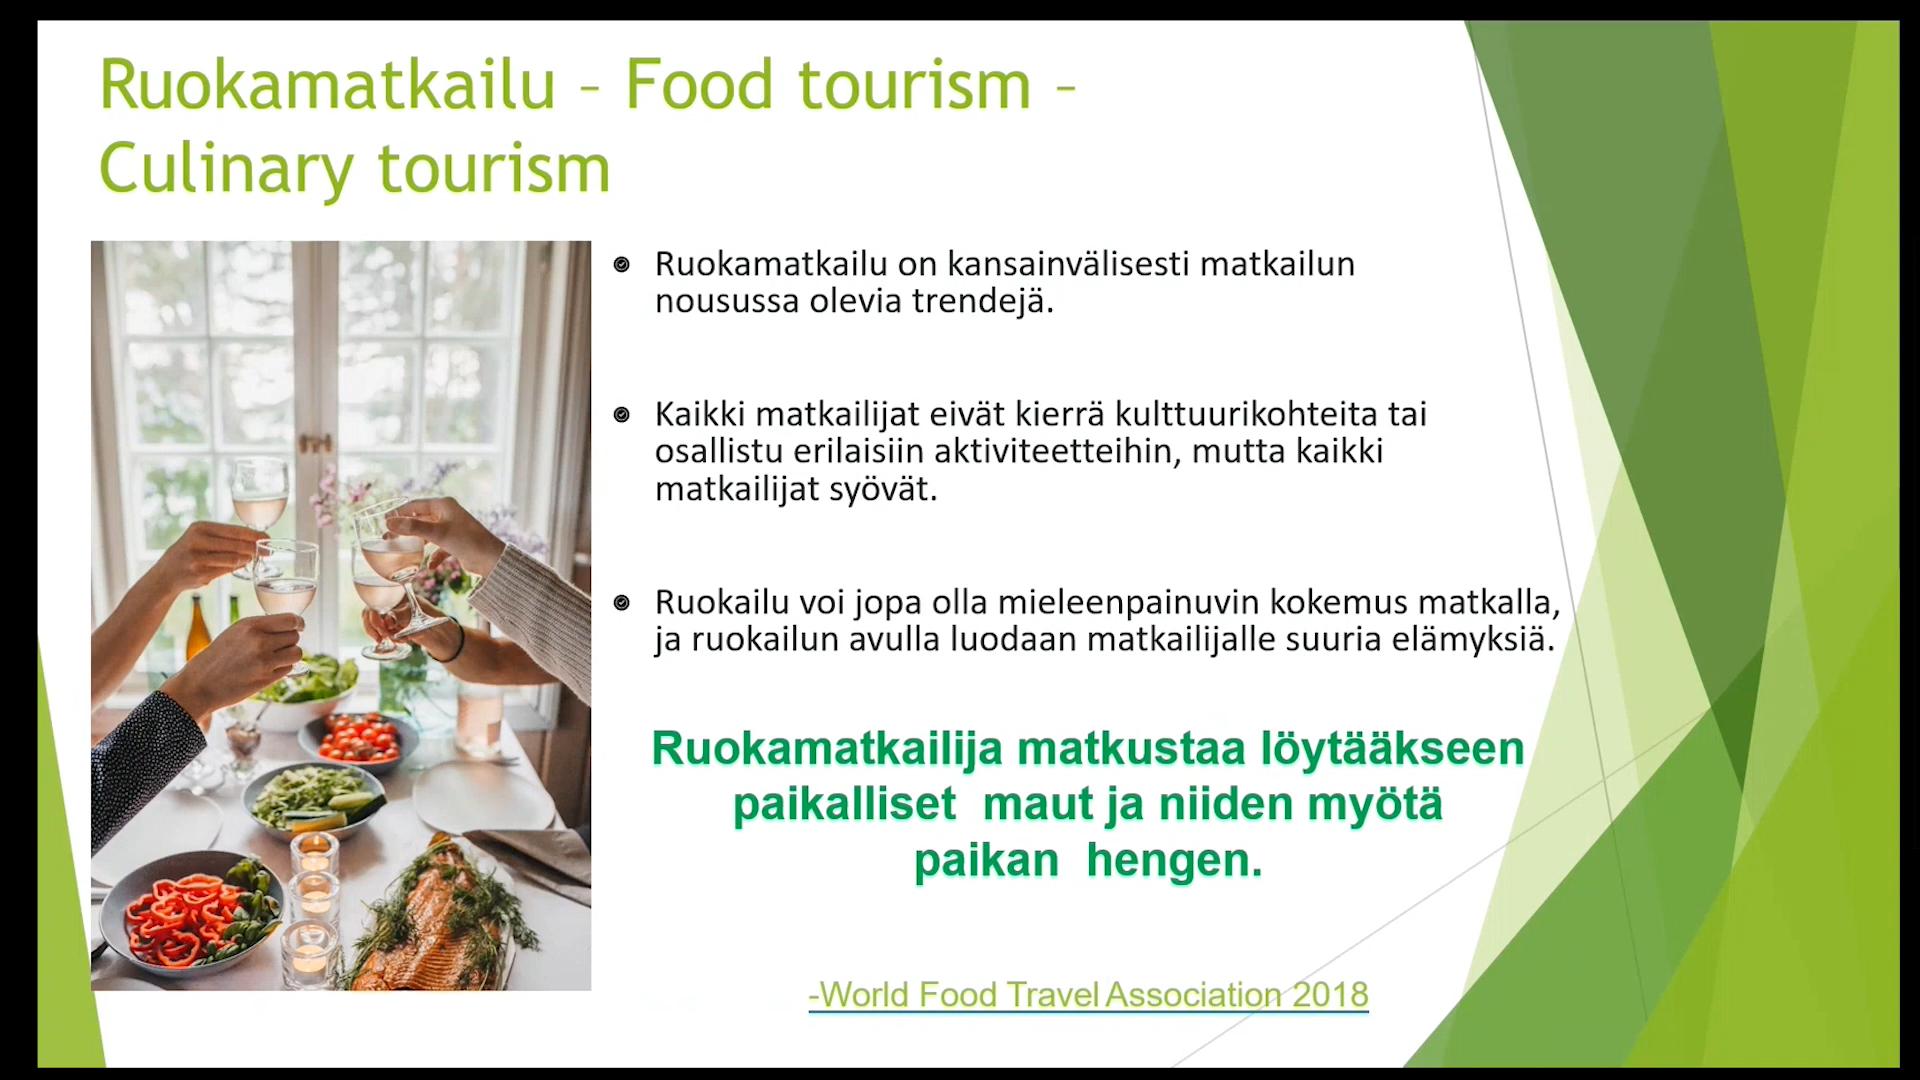 Ruokamatkailu – Food tourism –
Culinary tourism
Ruokamatkailu on kansainvälisesti matkailun
nousussa olevia trendejä.
Kaikki matkailijat eivät kierrä kulttuurikohteita tai
osallistu erilaisiin aktiviteetteihin, mutta kaikki
matkailijat syövät.
Ruokailu voi jopa olla mieleenpainuvin kokemus matkalla,
ja ruokailun avulla luodaan matkailijalle suuria elämyksiä.
Ruokamatkailija matkustaa löytääkseen
paikalliset maut ja niiden myötä
paikan hengen.
-World Food Travel Association 2018